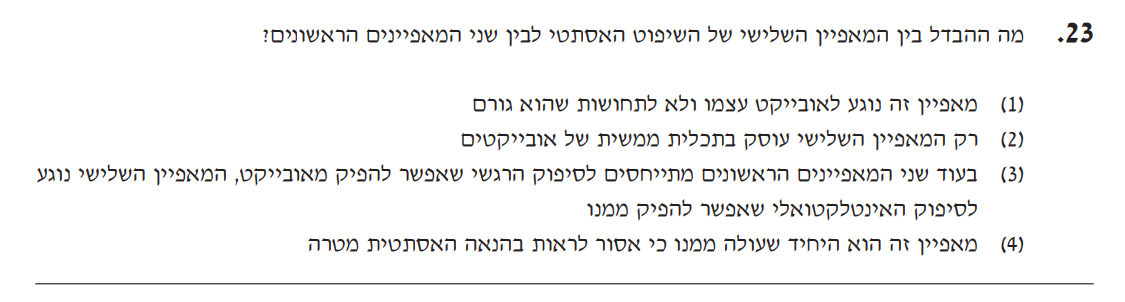 23. מה ההבדל בין המאפיין השלישי של השיפוט האסתטי לבין שני המאפיינים הראשונים?
(1) מאפיין זה נוגע לאובייקט עצמו ולא לתחושות שהוא גורם
(2) רק המאפיין השלישי עוסק בתכלית ממשית של אובייקטים
(3) בעוד שני המאפיינים הראשונים מתייחסים לסיפוק הרגשי שאפשר להפיק מאובייקט, המאפיין השלישי נוגע
לסיפוק האינטלקטואלי שאפשר להפיק ממנו
(4) מאפיין זה הוא היחיד שעולה ממנו כי אסור לראות בהנאה האסתטית מטרה